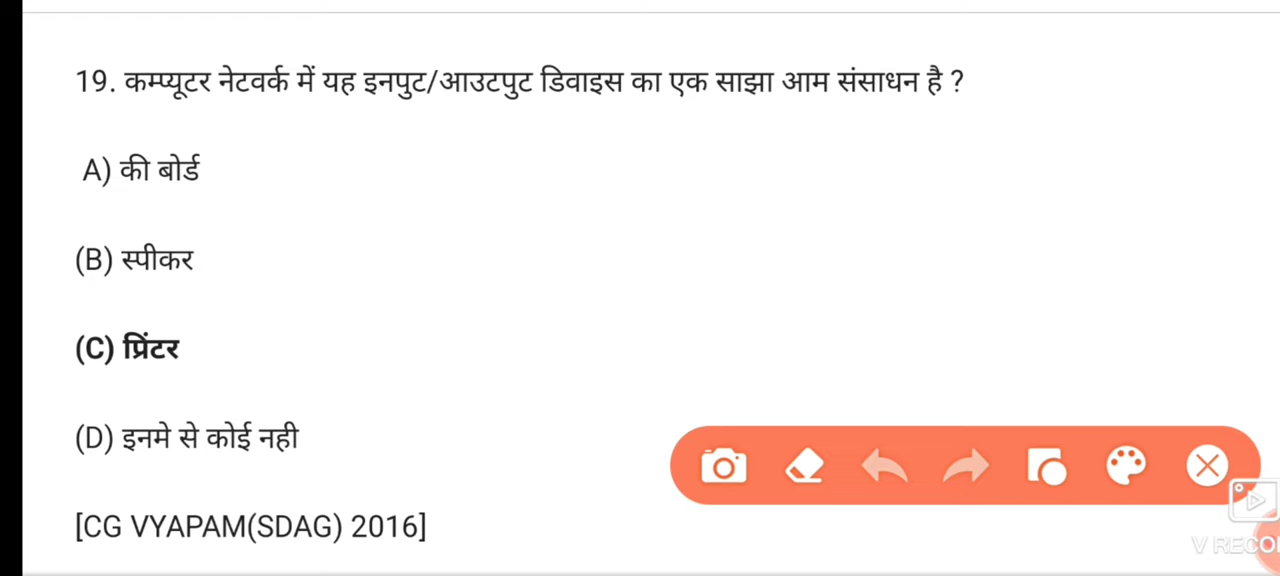 19. कम्प्यूटर नेटवर्क में यह इनपुट/आउटपुट डिवाइस का एक साझा आम संसाधन है ?
A) की बोर्ड
(B) स्पीकर
(C) प्रिंटर
(D) इनमे से कोई नही
[CG VYAPAM(SDAG) 2016]